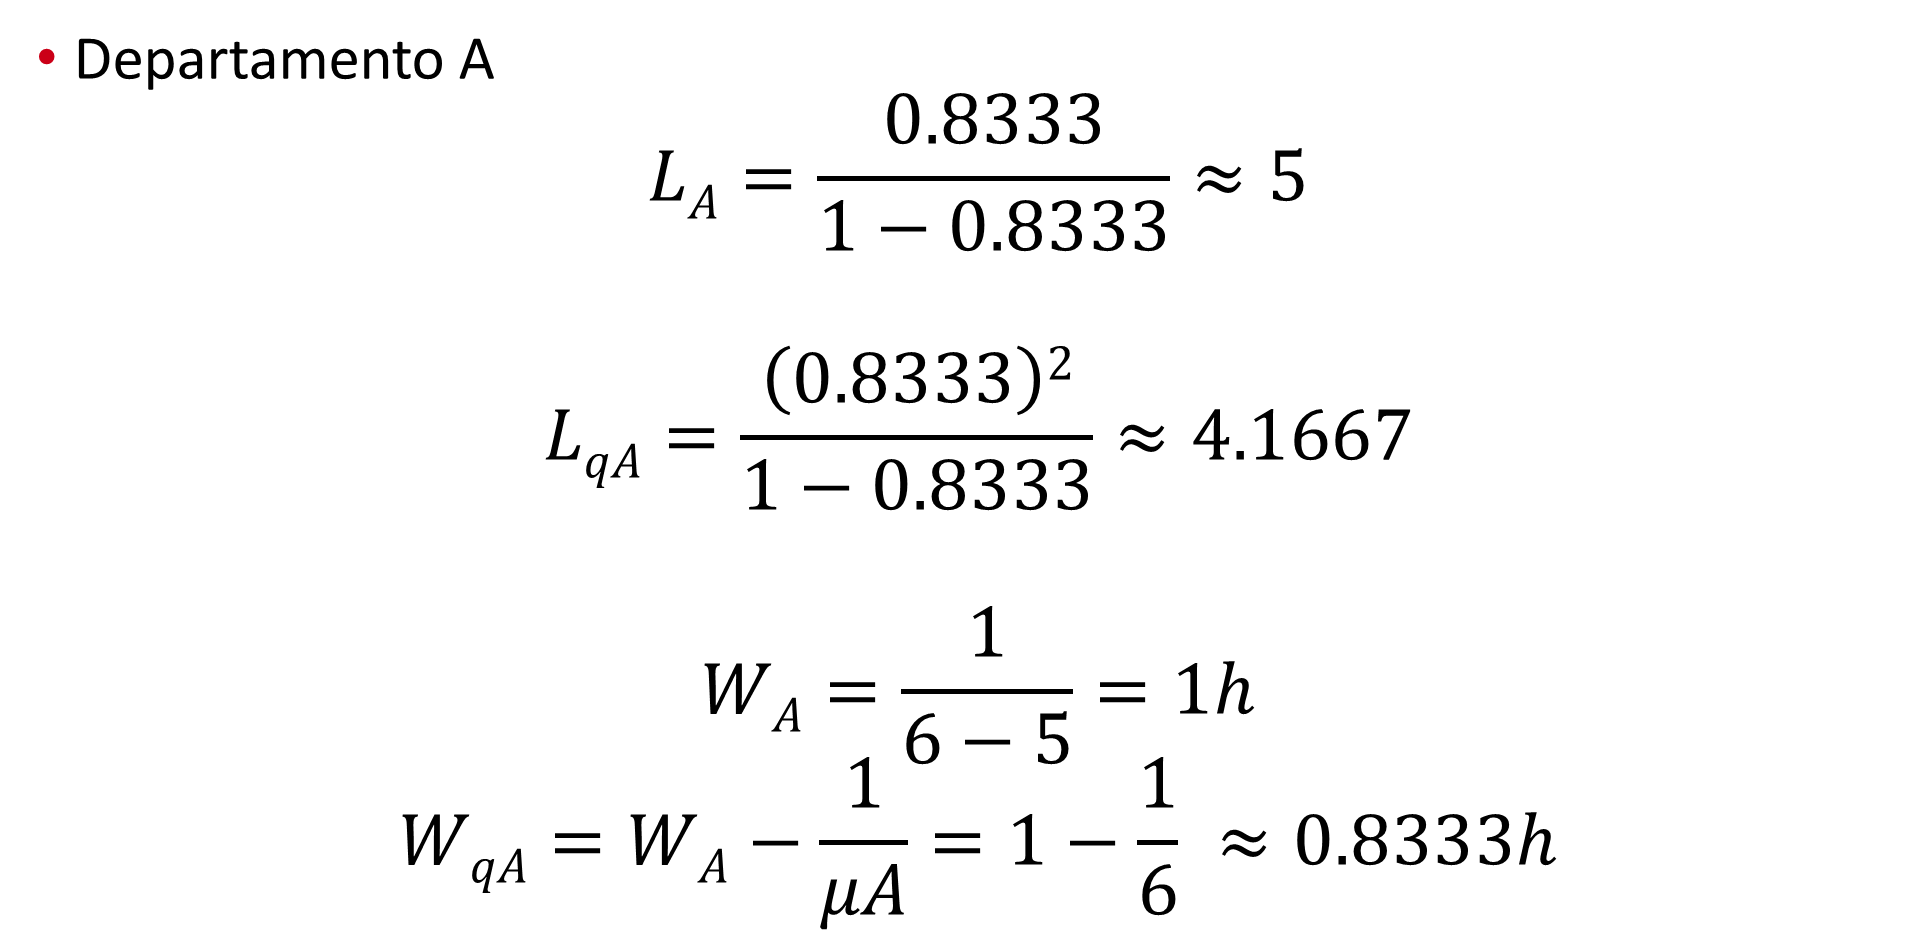 • Departamento A
L_A = 0.8333 / (1 − 0.8333) ≈ 5
L_qA = (0.8333)² / (1 − 0.8333) ≈ 4.1667
W_A = 1 / (6 − 5) = 1h
W_qA = W_A − 1/μA = 1 − 1/6 ≈ 0.8333h